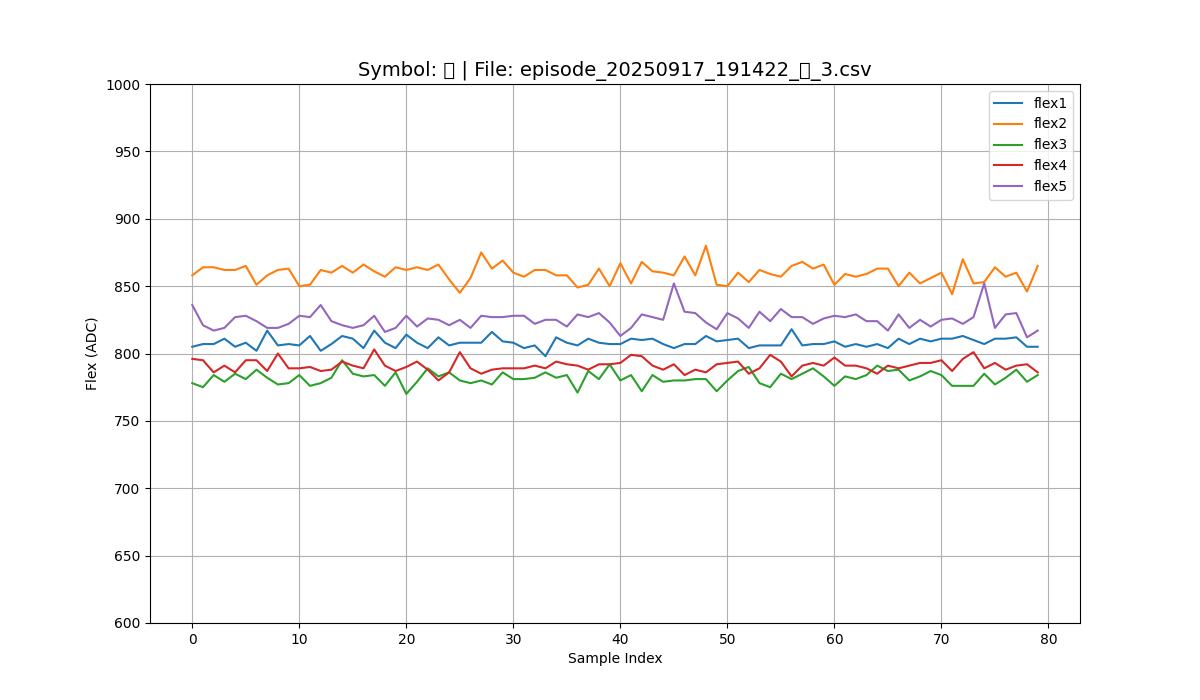 Symbol: | File: episode_20250917_191422_ _3.csv
1000
950
900
850
800
750
700
650
600
Flex (ADC)
flex1
flex2
flex3
flex4
flex5
0 10 20 30 40 50 60 70 80
Sample Index